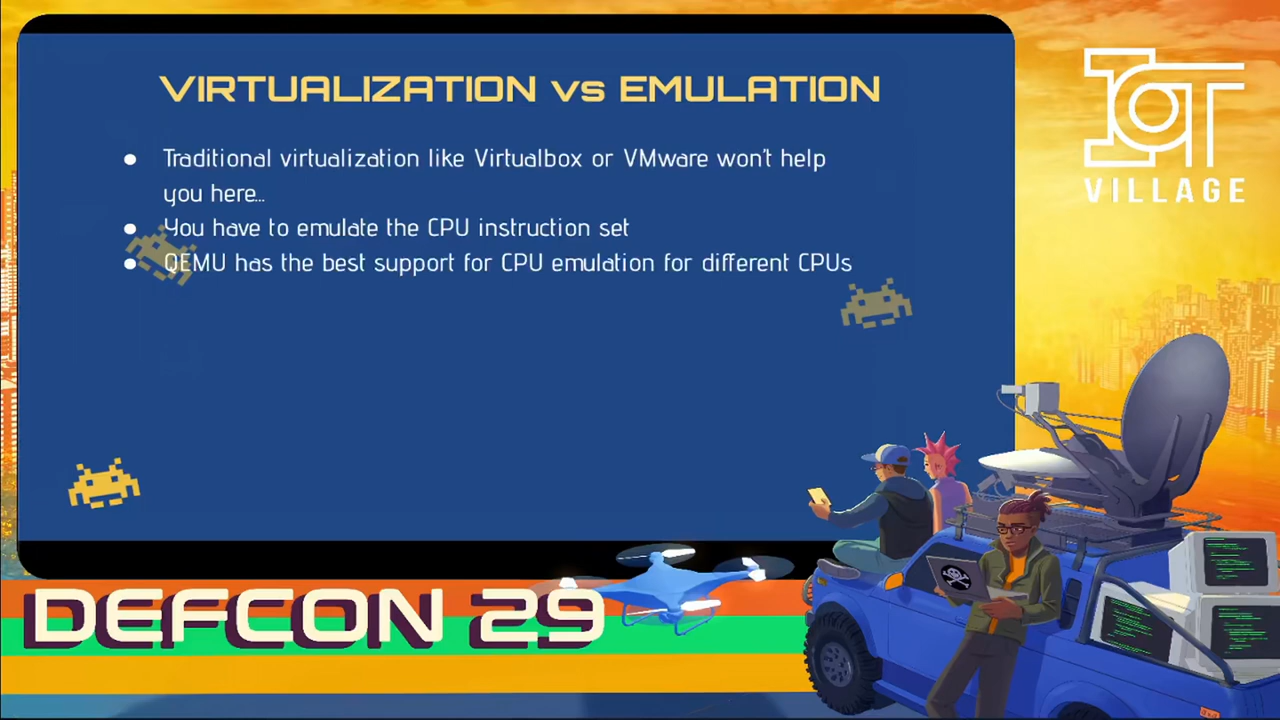 VIRTUALIZATION vs EMULATION
● Traditional virtualization like Virtualbox or VMware won't help
you here...
● You have to emulate the CPU instruction set
● QEMU has the best support for CPU emulation for different CPUs
IOT
VILLAGE
DEFCON 29